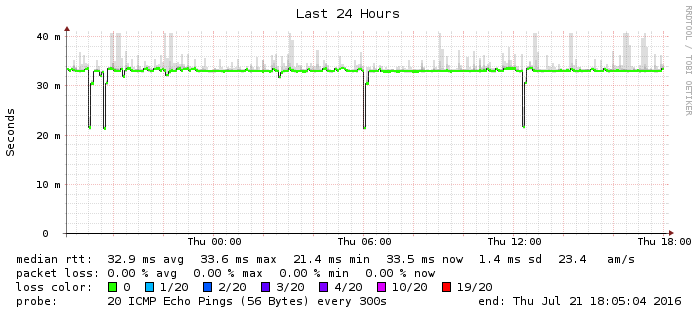 Last 24 Hours
RRDTOOL / TOBI OETIKER
Seconds
40 m
30 m
20 m
10 m
0
Thu 00:00 Thu 06:00 Thu 12:00 Thu 18:00
median rtt: 32.9 ms avg 33.6 ms max 21.4 ms min 33.5 ms now 1.4 ms sd 23.4 am/s
packet loss: 0.00 % avg 0.00 % max 0.00 % min 0.00 % now
loss color: 0 1/20 2/20 3/20 4/20 10/20 19/20
probe: 20 ICMP Echo Pings (56 Bytes) every 300s end: Thu Jul 21 18:05:04 2016